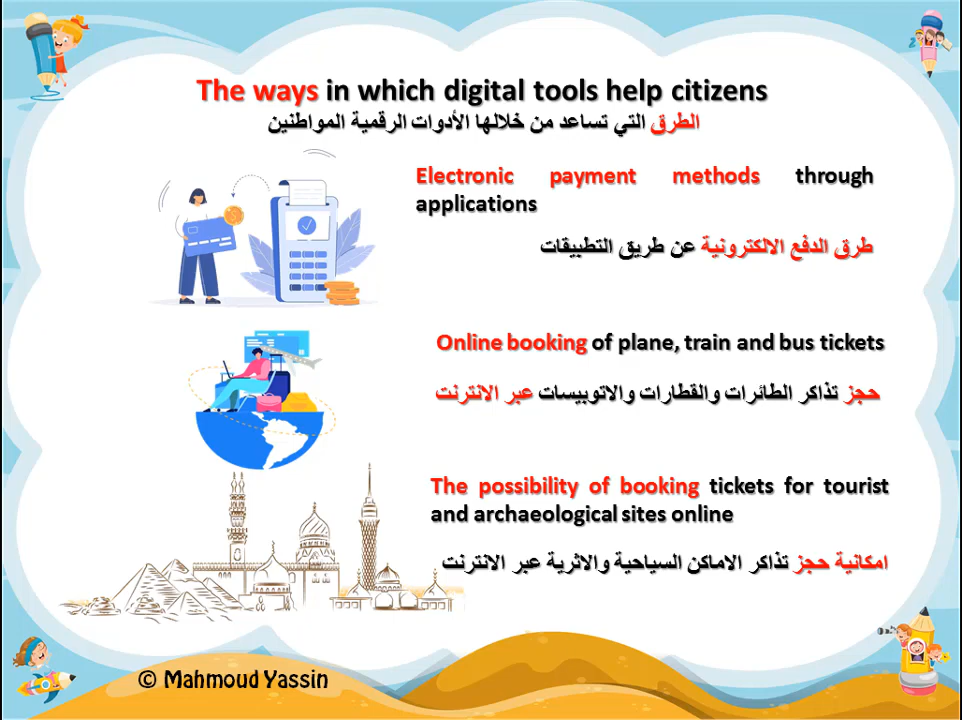 The ways in which digital tools help citizens
الطرق التي تساعد من خلالها الأدوات الرقمية المواطنين
Electronic payment methods through
applications
طرق الدفع الالكترونية عن طريق التطبيقات
Online booking of plane, train and bus tickets
حجز تذاكر الطائرات والقطارات والاتوبيسات عبر الانترنت
The possibility of booking tickets for tourist
and archaeological sites online
امكانية حجز تذاكر الاماكن السياحية والاثرية عبر الانترنت
© Mahmoud Yassin